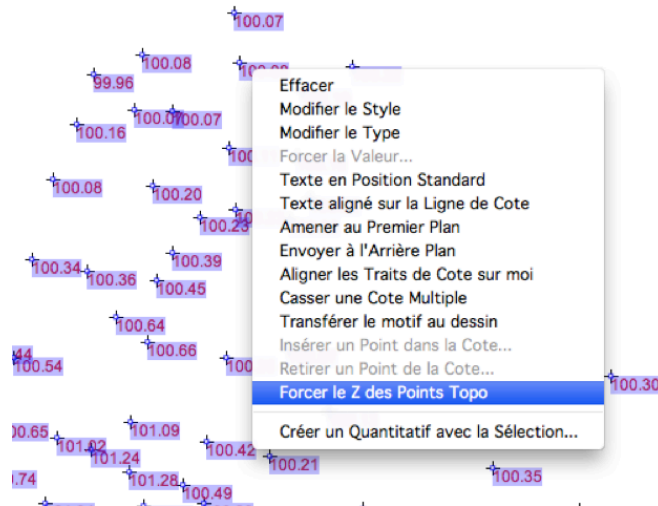 100.07
100.08
99.96
100.07
100.16
Effacer
Modifier le Style
Modifier le Type
Forcer la Valeur...
Texte en Position Standard
Texte aligné sur la Ligne de Cote
Amener au Premier Plan
Envoyer à l'Arrière Plan
Aligner les Traits de Cote sur moi
Casser une Cote Multiple
Transférer le motif au dessin
Insérer un Point dans la Cote...
Retirer un Point de la Cote...
Forcer le Z des Points Topo
Créer un Quantitatif avec la Sélection...
100.08
100.20
100.23
100.39
100.34
100.36
100.45
100.64
100.66
100.54
100.30
101.09
100.42
101.24
100.21
101.28
100.35
100.49